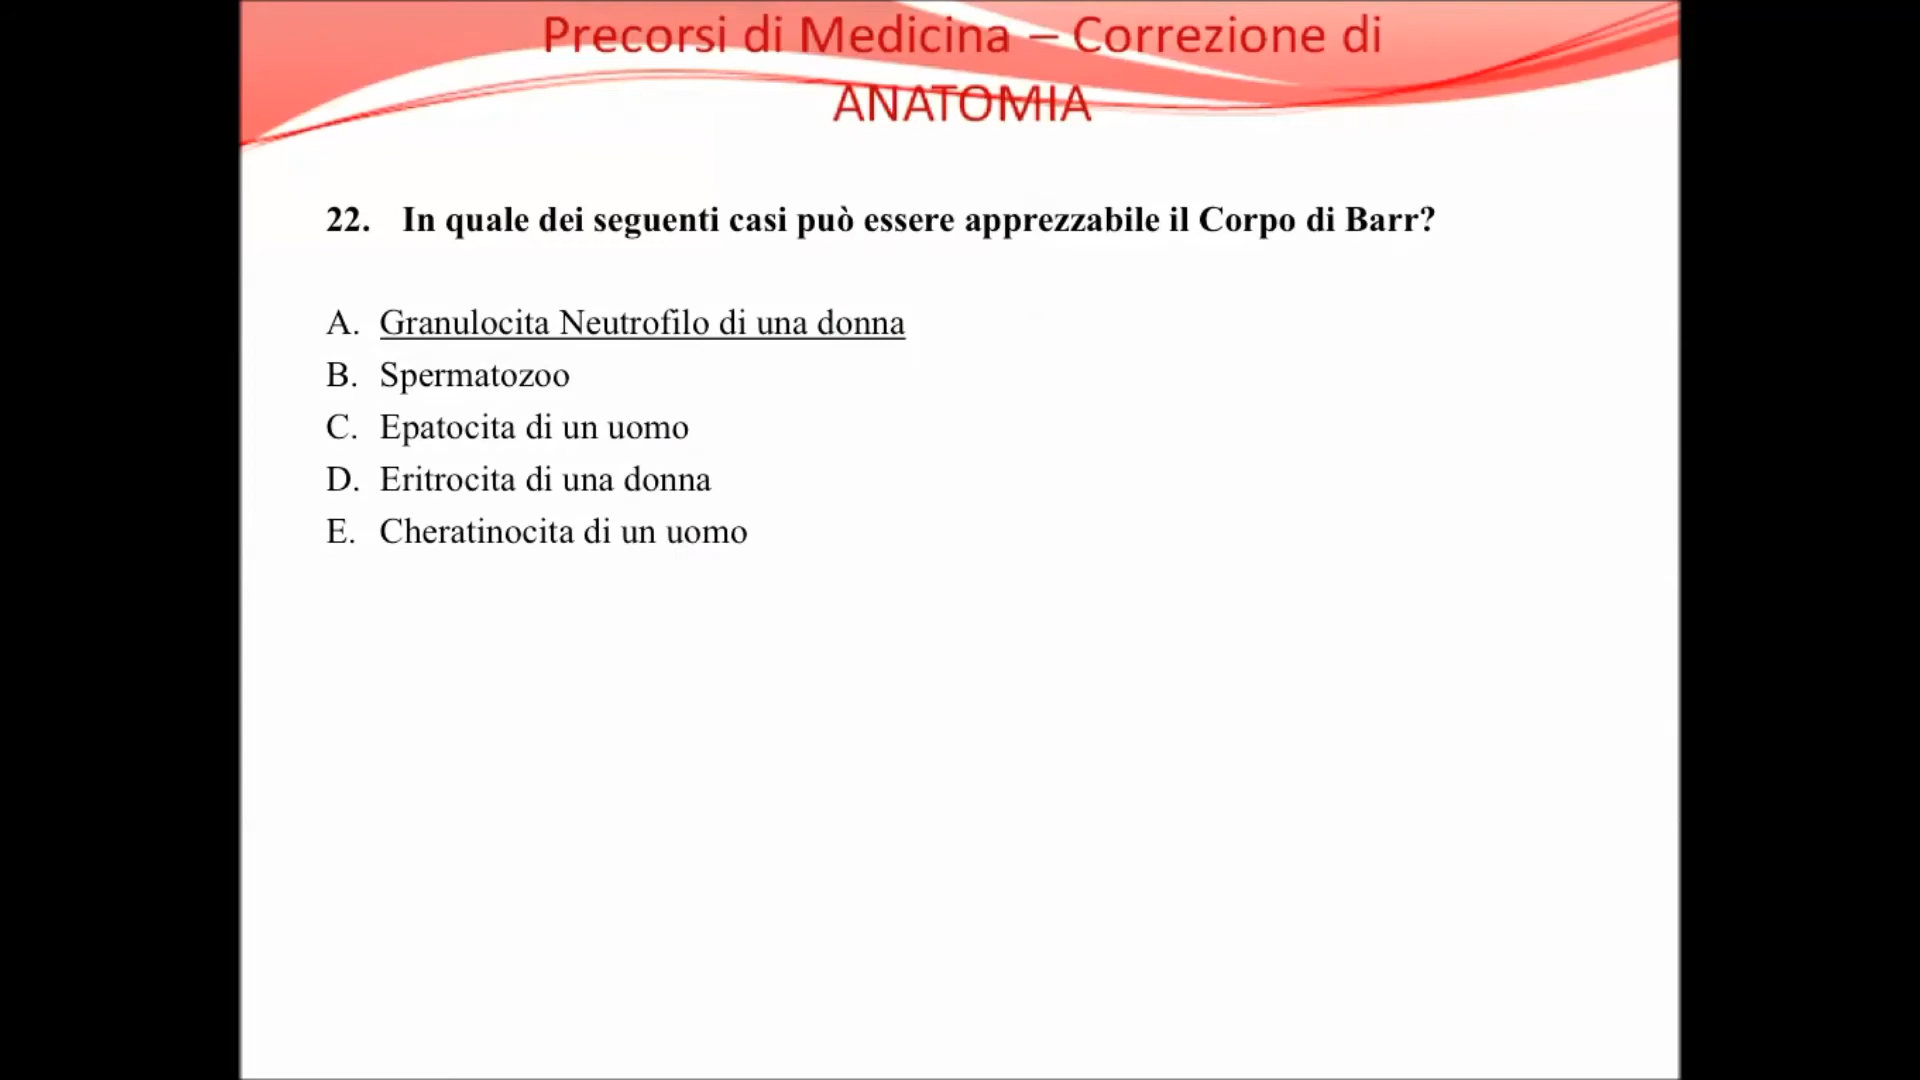 Precorsi di Medicina – Correzione di
ANATOMIA
22. In quale dei seguenti casi può essere apprezzabile il Corpo di Barr?
A. Granulocita Neutrofilo di una donna
B. Spermatozoo
C. Epatocita di un uomo
D. Eritrocita di una donna
E. Cheratinocita di un uomo